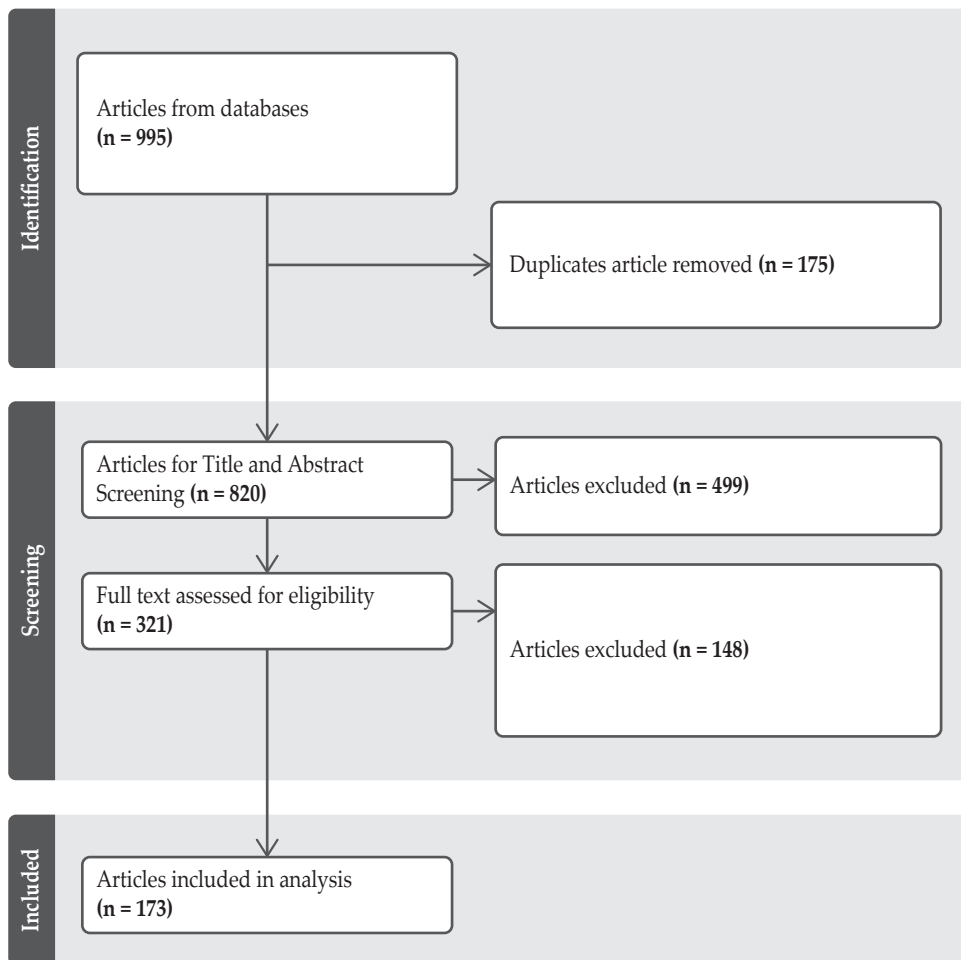 Identification
Articles from databases
(n = 995)
Duplicates article removed (n = 175)
Screening
Articles for Title and Abstract
Screening (n = 820)
Articles excluded (n = 499)
Full text assessed for eligibility
(n = 321)
Articles excluded (n = 148)
Included
Articles included in analysis
(n = 173)